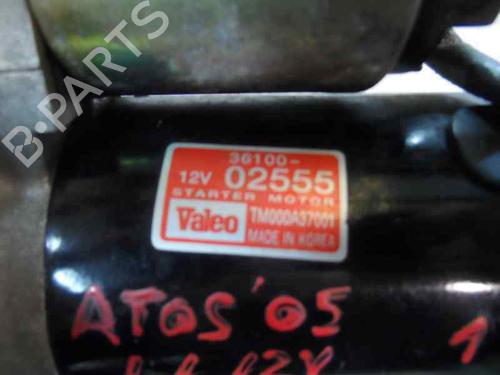 B-PARTS
36100-
12V 02555
STARTER MOTOR
Valeo TM000A37001
MADE IN KOREA
ATOS '05 1